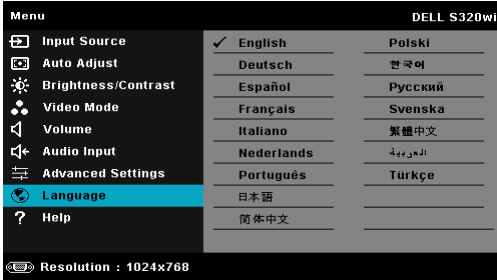 Menu DELL S320wi
Input Source
Auto Adjust
Brightness/Contrast
Video Mode
Volume
Audio Input
Advanced Settings
Language
? Help
✓ English
Deutsch
Español
Français
Italiano
Nederlands
Português
日本語
简体中文
Polski
한국어
Русский
Svenska
繁體中文
العربية
Türkçe
Resolution : 1024x768